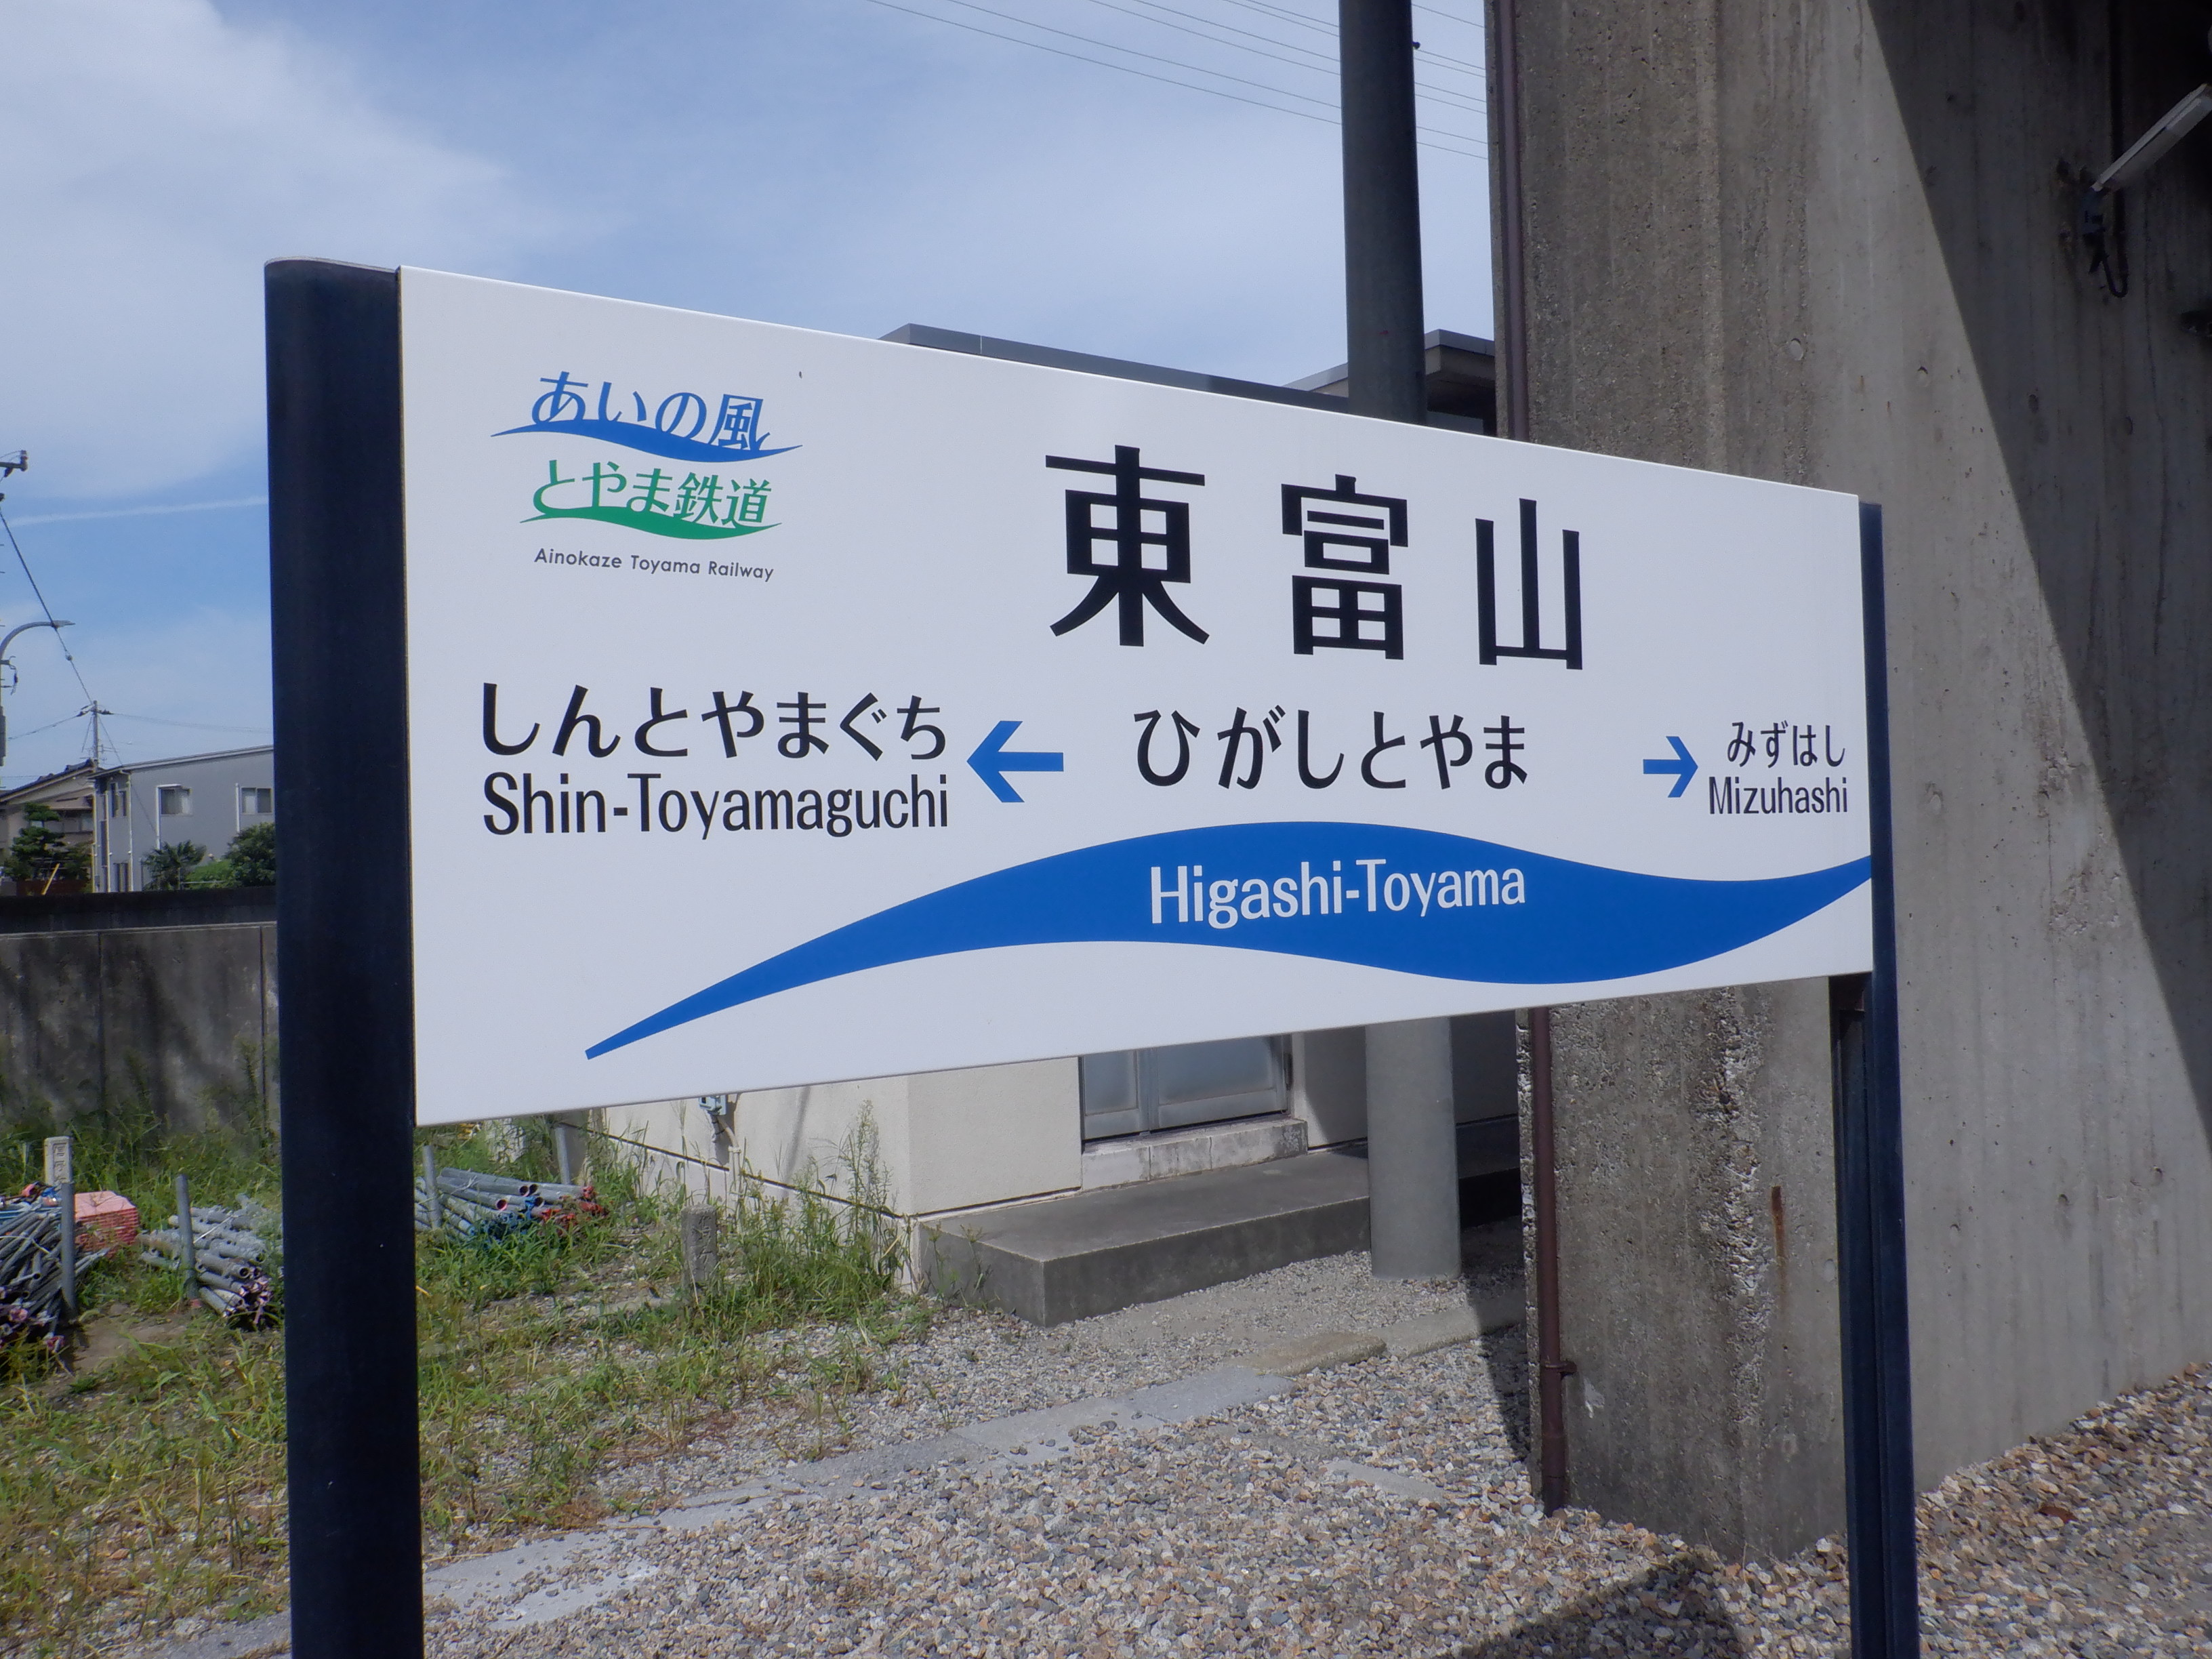 あいの風
とやま鉄道
Ainokaze Toyama Railway
東富山
しんとやまぐち
Shin-Toyamaguchi
←
ひがしとやま
→
みずはし
Mizuhashi
Higashi-Toyama